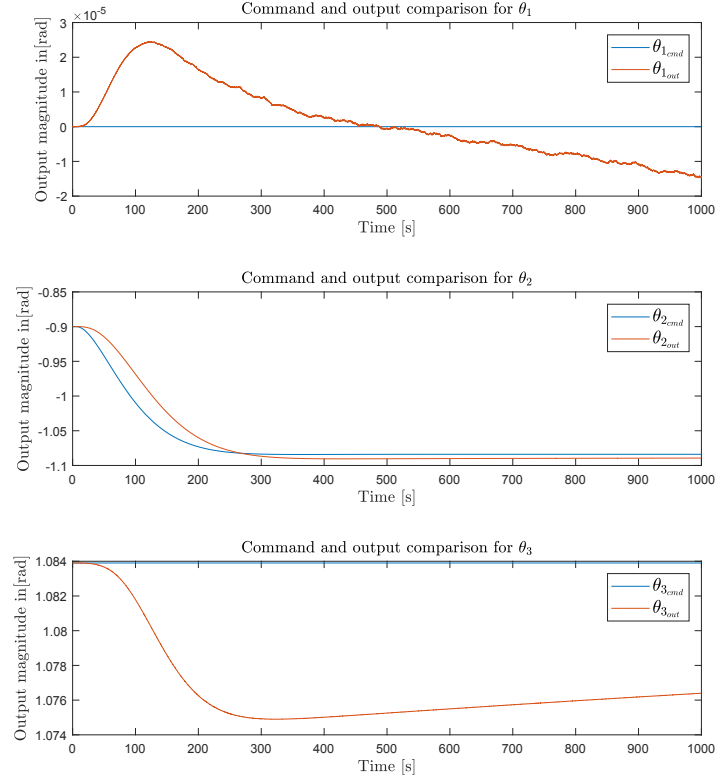 Command and output comparison for θ₁
×10⁻⁵
3
2
1
0
-1
-2
Output magnitude in[rad]
θ₁cmd
θ₁out
0 100 200 300 400 500 600 700 800 900 1000
Time [s]
Command and output comparison for θ₂
-0.85
-0.9
-0.95
-1
-1.05
-1.1
Output magnitude in[rad]
θ₂cmd
θ₂out
0 100 200 300 400 500 600 700 800 900 1000
Time [s]
Command and output comparison for θ₃
1.084
1.082
1.08
1.078
1.076
1.074
Output magnitude in[rad]
θ₃cmd
θ₃out
0 100 200 300 400 500 600 700 800 900 1000
Time [s]